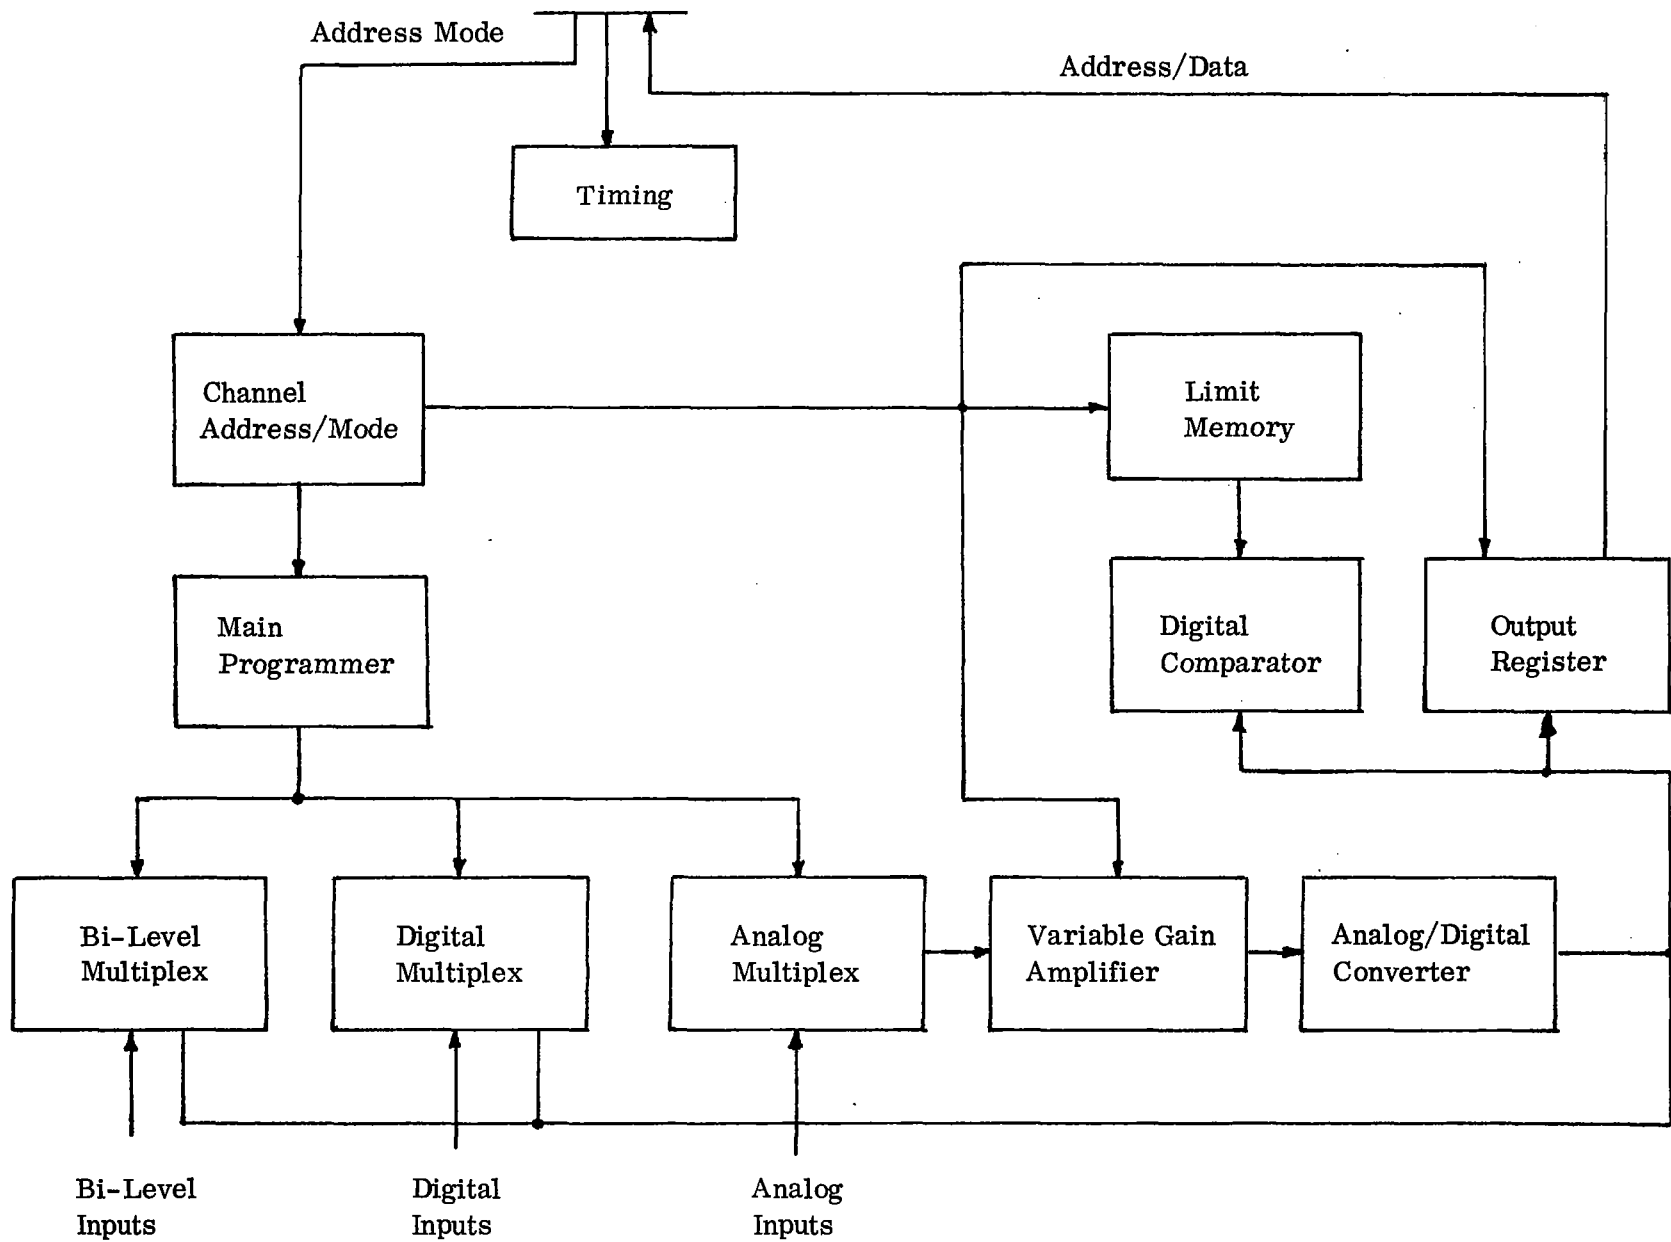 Address Mode
Address/Data
Timing
Channel
Address/Mode
Limit
Memory
Main
Programmer
Digital
Comparator
Output
Register
Bi-Level
Multiplex
Digital
Multiplex
Analog
Multiplex
Variable Gain
Amplifier
Analog/Digital
Converter
Bi-Level
Inputs
Digital
Inputs
Analog
Inputs